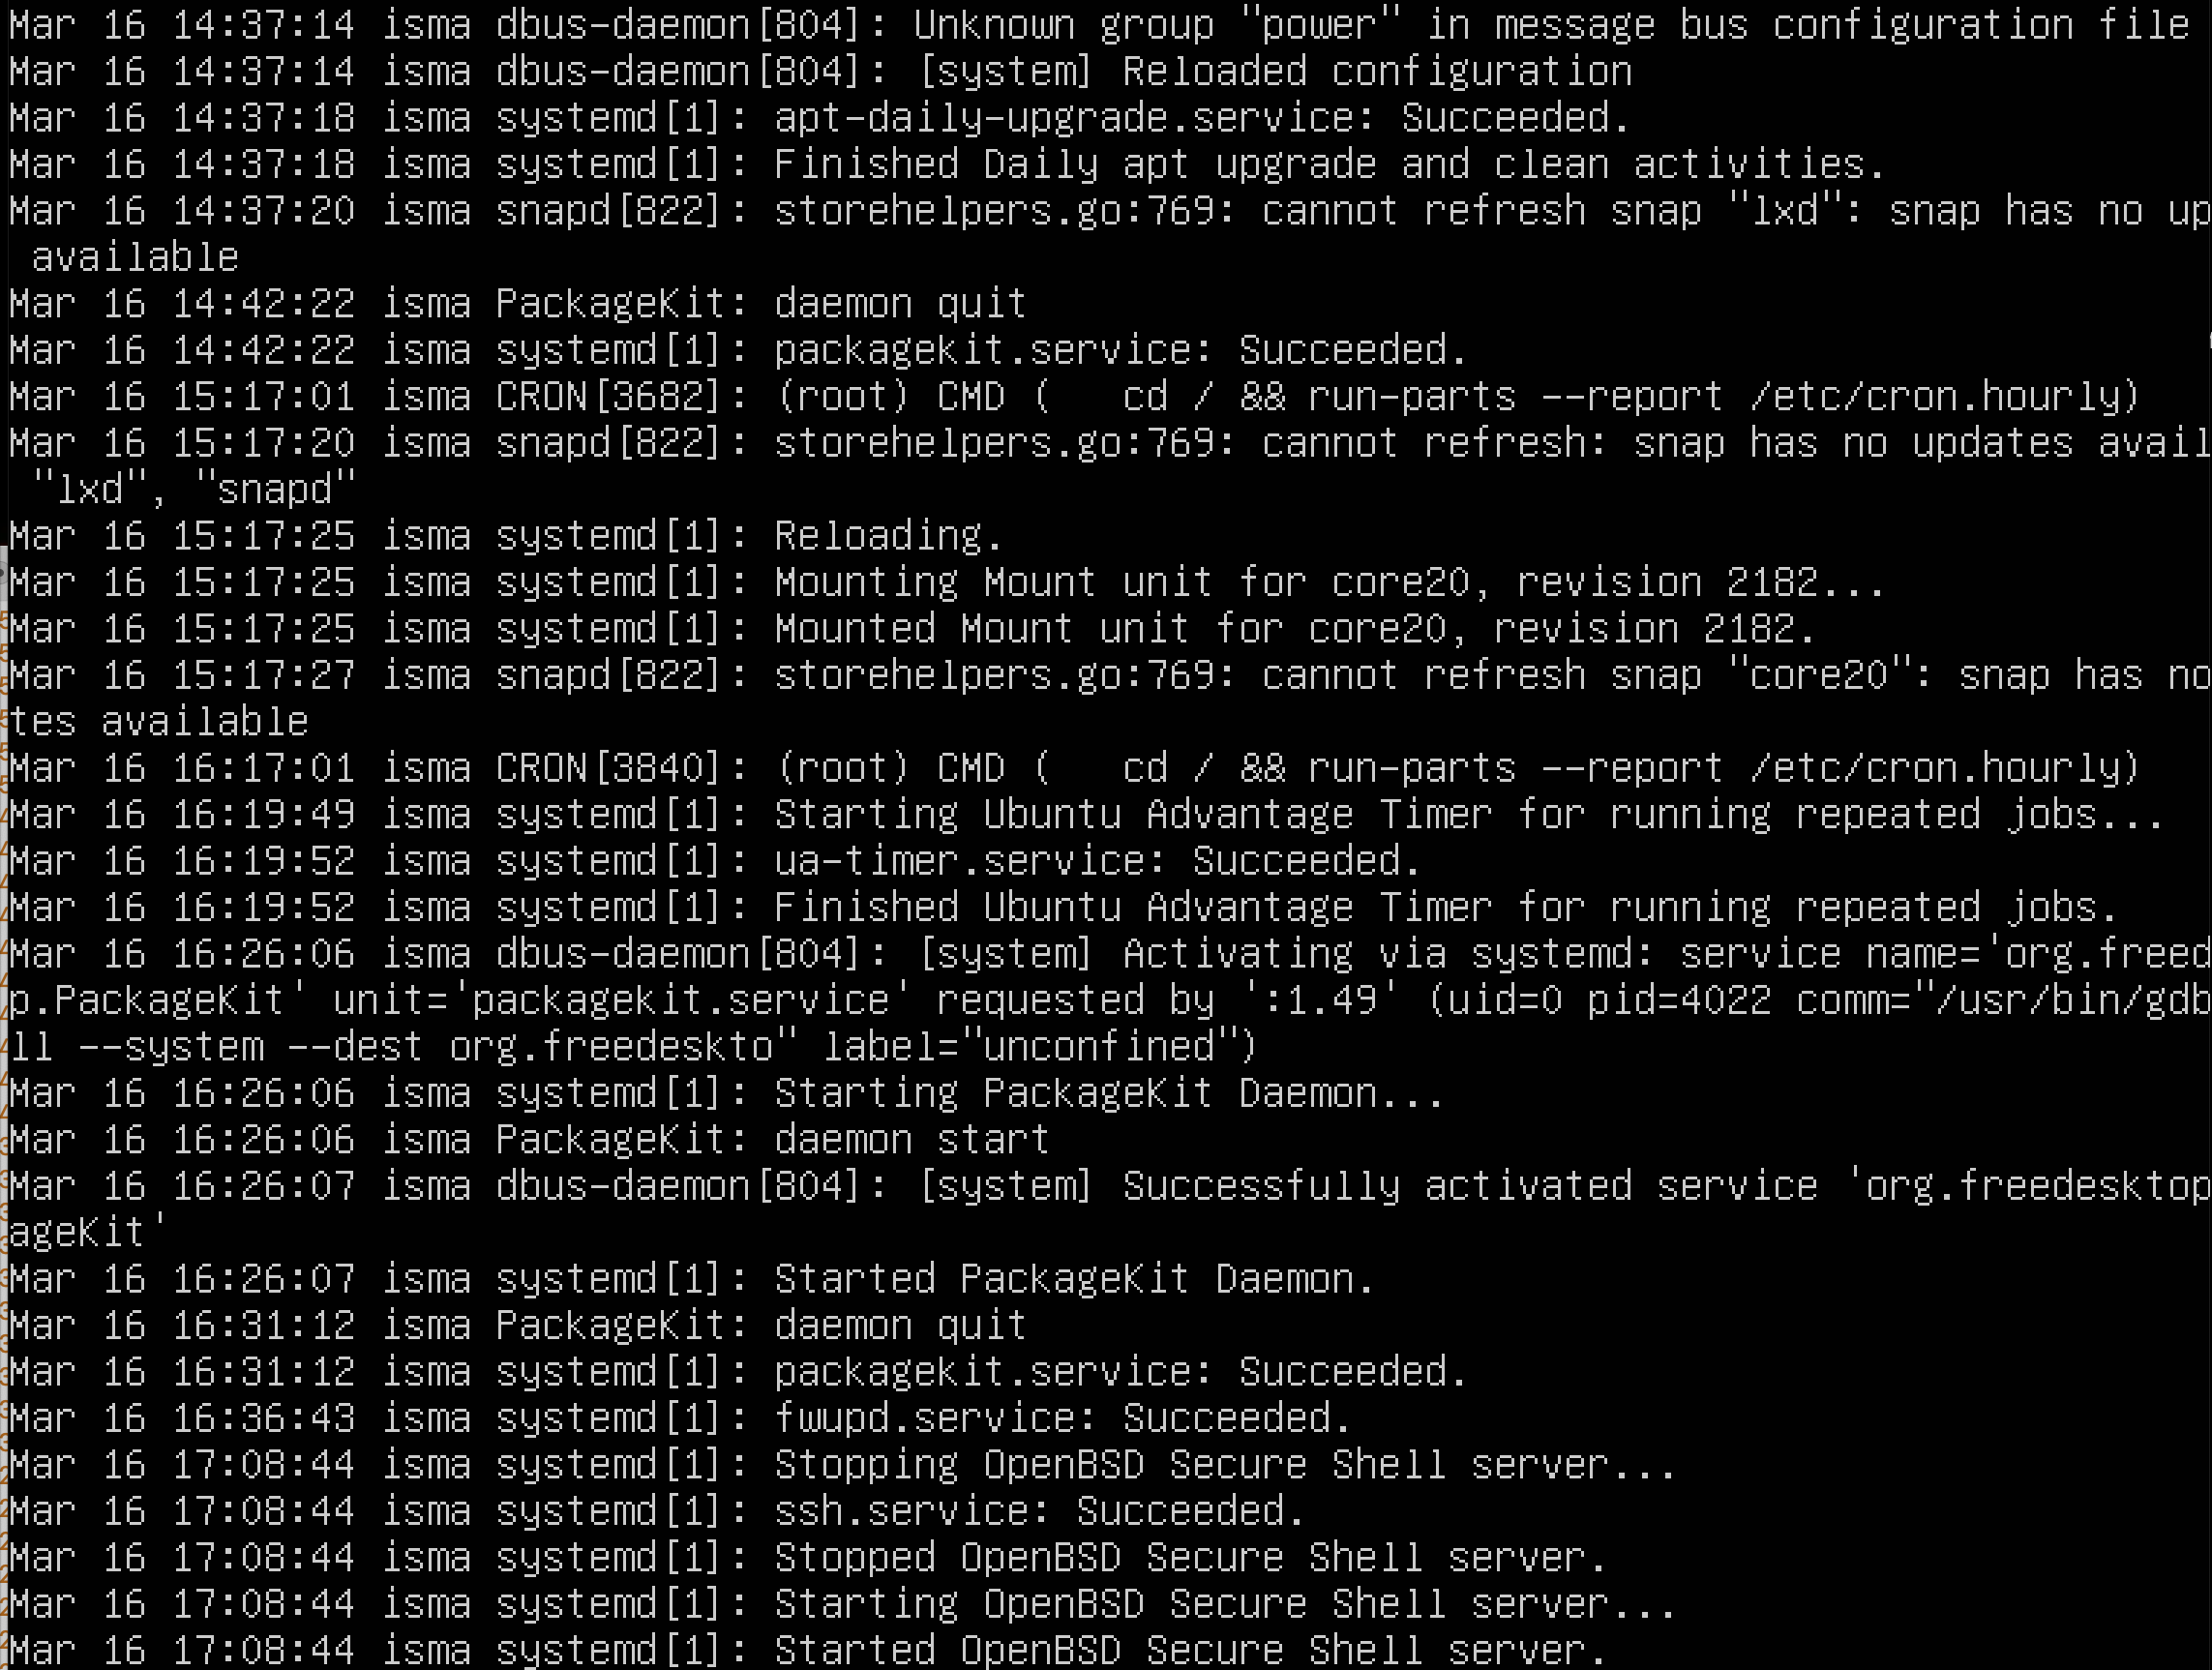 Mar 16 14:37:14 isma dbus-daemon[804]: Unknown group "power" in message bus configuration file
Mar 16 14:37:14 isma dbus-daemon[804]: [system] Reloaded configuration
Mar 16 14:37:18 isma systemd[1]: apt-daily-upgrade.service: Succeeded.
Mar 16 14:37:18 isma systemd[1]: Finished Daily apt upgrade and clean activities.
Mar 16 14:37:20 isma snapd[822]: storehelpers.go:769: cannot refresh snap "lxd": snap has no up
available
Mar 16 14:42:22 isma PackageKit: daemon quit
Mar 16 14:42:22 isma systemd[1]: packagekit.service: Succeeded.
Mar 16 15:17:01 isma CRON[3682]: (root) CMD (   cd / && run-parts --report /etc/cron.hourly)
Mar 16 15:17:20 isma snapd[822]: storehelpers.go:769: cannot refresh: snap has no updates avail
"lxd", "snapd"
Mar 16 15:17:25 isma systemd[1]: Reloading.
Mar 16 15:17:25 isma systemd[1]: Mounting Mount unit for core20, revision 2182...
Mar 16 15:17:25 isma systemd[1]: Mounted Mount unit for core20, revision 2182.
Mar 16 15:17:27 isma snapd[822]: storehelpers.go:769: cannot refresh snap "core20": snap has no
tes available
Mar 16 16:17:01 isma CRON[3840]: (root) CMD (   cd / && run-parts --report /etc/cron.hourly)
Mar 16 16:19:49 isma systemd[1]: Starting Ubuntu Advantage Timer for running repeated jobs...
Mar 16 16:19:52 isma systemd[1]: ua-timer.service: Succeeded.
Mar 16 16:19:52 isma systemd[1]: Finished Ubuntu Advantage Timer for running repeated jobs.
Mar 16 16:26:06 isma dbus-daemon[804]: [system] Activating via systemd: service name='org.freed
p.PackageKit' unit='packagekit.service' requested by ':1.49' (uid=0 pid=4022 comm="/usr/bin/gdb
ll --system --dest org.freedeskto" label="unconfined")
Mar 16 16:26:06 isma systemd[1]: Starting PackageKit Daemon...
Mar 16 16:26:06 isma PackageKit: daemon start
Mar 16 16:26:07 isma dbus-daemon[804]: [system] Successfully activated service 'org.freedesktop
ageKit'
Mar 16 16:26:07 isma systemd[1]: Started PackageKit Daemon.
Mar 16 16:31:12 isma PackageKit: daemon quit
Mar 16 16:31:12 isma systemd[1]: packagekit.service: Succeeded.
Mar 16 16:36:43 isma systemd[1]: fwupd.service: Succeeded.
Mar 16 17:08:44 isma systemd[1]: Stopping OpenBSD Secure Shell server...
Mar 16 17:08:44 isma systemd[1]: ssh.service: Succeeded.
Mar 16 17:08:44 isma systemd[1]: Stopped OpenBSD Secure Shell server.
Mar 16 17:08:44 isma systemd[1]: Starting OpenBSD Secure Shell server...
Mar 16 17:08:44 isma systemd[1]: Started OpenBSD Secure Shell server.